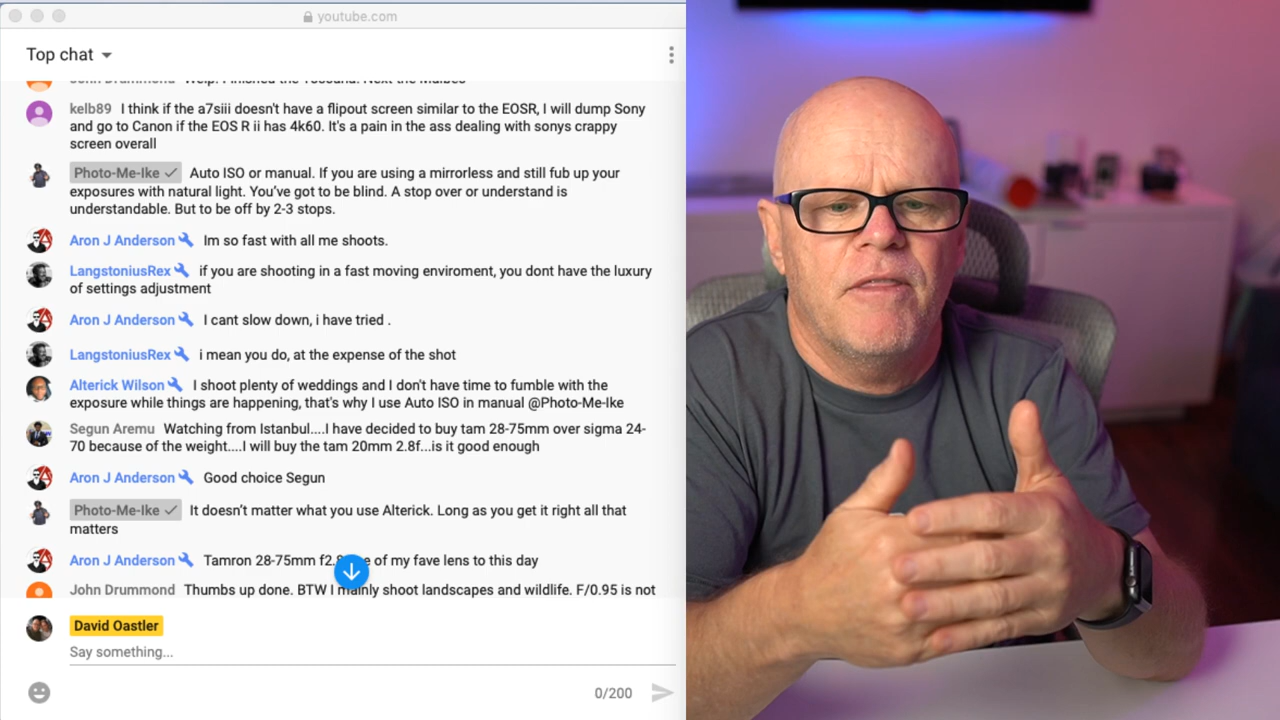 youtube.com
Top chat
John Drummond Welp. Finished the
kelb89 I think if the a7siii doesn't have a flipout screen similar to the EOSR, I will dump Sony
and go to Canon if the EOS R ii has 4k60. It's a pain in the ass dealing with sonys crappy
screen overall
Photo-Me-Ike Auto ISO or manual. If you are using a mirrorless and still fub up your
exposures with natural light. You've got to be blind. A stop over or understand is
understandable. But to be off by 2-3 stops.
Aron J Anderson Im so fast with all me shoots.
LangstoniusRex if you are shooting in a fast moving enviroment, you dont have the luxury
of settings adjustment
Aron J Anderson I cant slow down, i have tried .
LangstoniusRex i mean you do, at the expense of the shot
Alterick Wilson I shoot plenty of weddings and I don't have time to fumble with the
exposure while things are happening, that's why I use Auto ISO in manual @Photo-Me-Ike
Segun Aremu Watching from Istanbul....I have decided to buy tam 28-75mm over sigma 24-
70 because of the weight....I will buy the tam 20mm 2.8f...is it good enough
Aron J Anderson Good choice Segun
Photo-Me-Ike It doesn't matter what you use Alterick. Long as you get it right all that
matters
Aron J Anderson Tamron 28-75mm of my fave lens to this day
John Drummond Thumbs up done. BTW I mainly shoot landscapes and wildlife. F/0.95 is not
David Oastler
Say something...
0/200